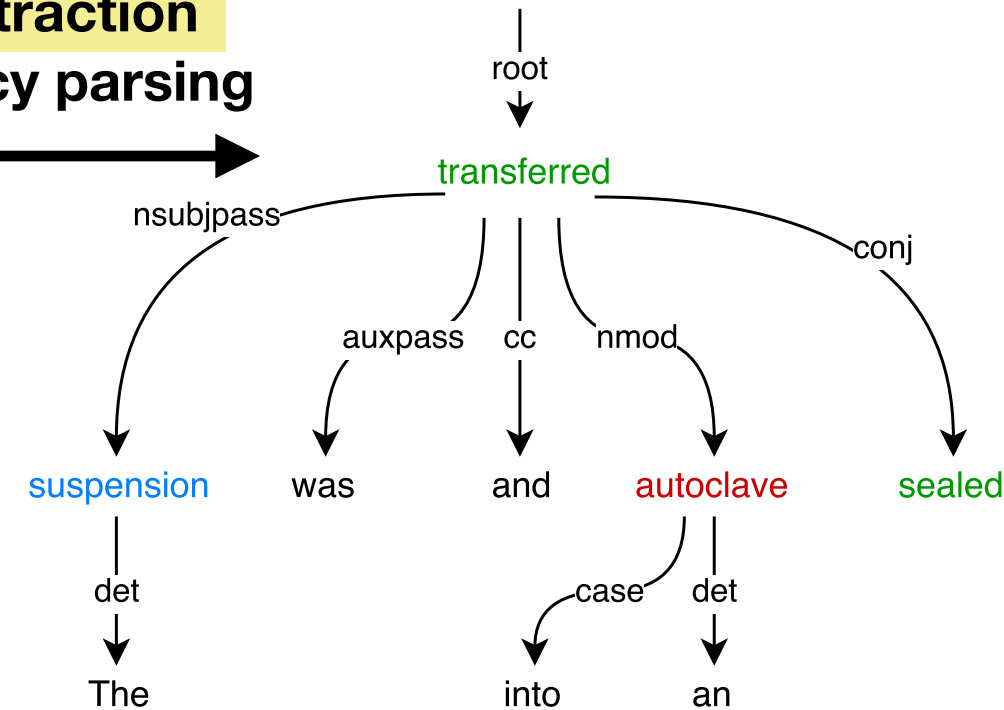 traction
cy parsing
root
transferred
nsubjpass
conj
auxpass cc nmod
suspension was and autoclave sealed
det case det
The into an